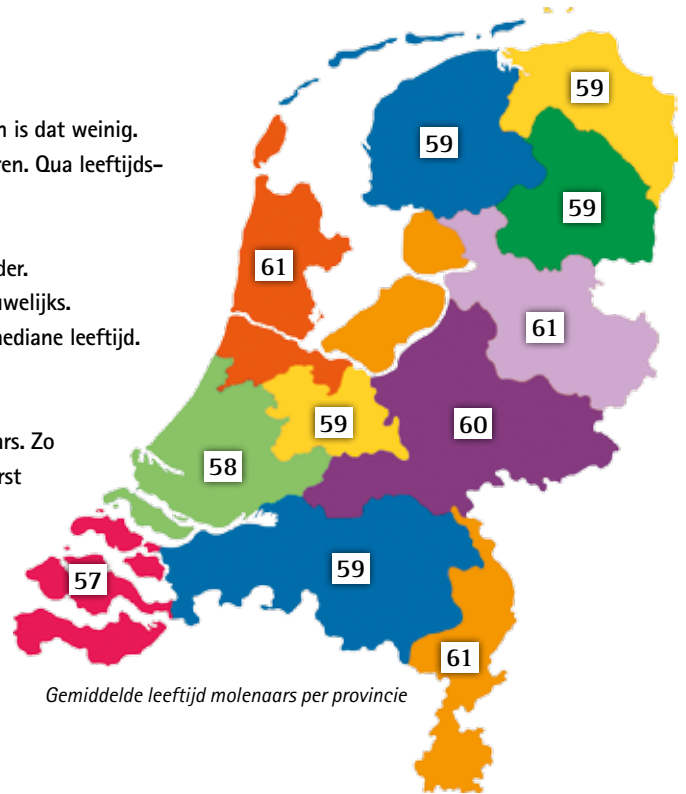 n is dat weinig.
ren. Qua leeftijds-
der.
uwelijks.
nediane leeftijd.
ars. Zo
rst
59
59
59
61
61
59
60
58
59
57
61
Gemiddelde leeftijd molenaars per provincie